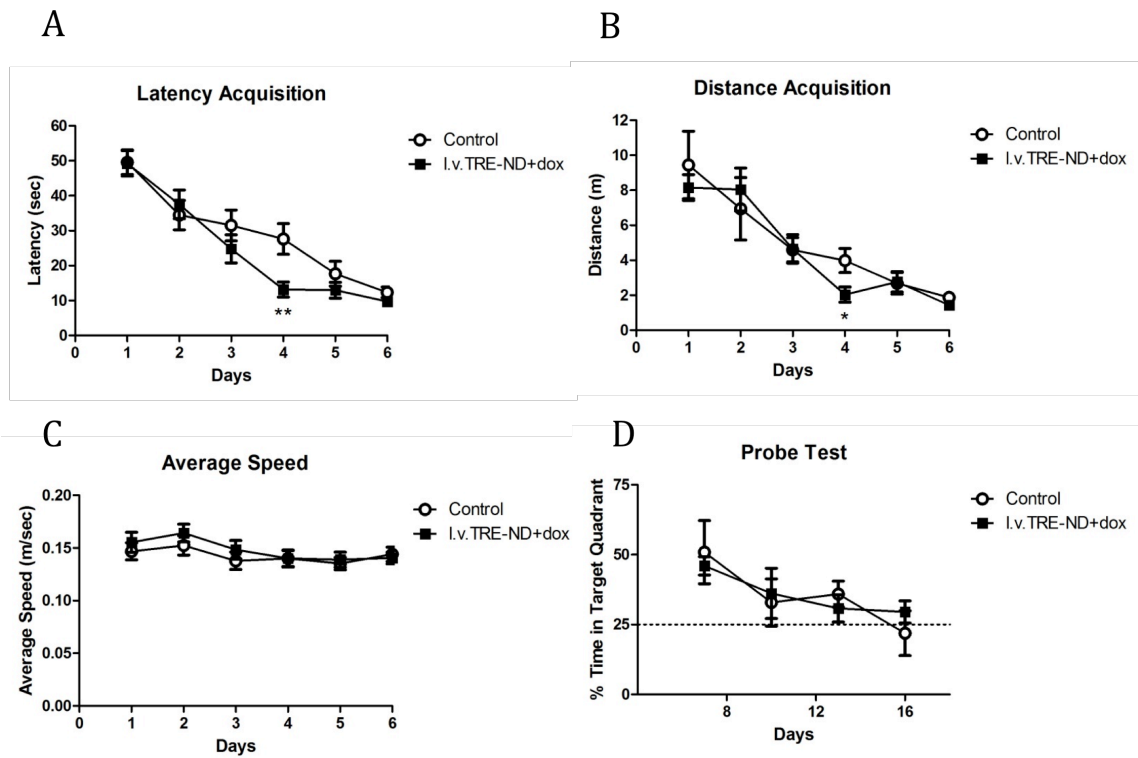 A
B
Latency Acquisition
Latency (sec)
60
50
40
30
20
10
0
0 1 2 3 4 5 6
Days
**
Control
I.v.TRE-ND+dox
Distance Acquisition
Distance (m)
12
10
8
6
4
2
0
0 1 2 3 4 5 6
Days
*
Control
I.v.TRE-ND+dox
C
D
Average Speed
Average Speed (m/sec)
0.20
0.15
0.10
0.05
0.00
0 1 2 3 4 5 6
Days
Control
I.v.TRE-ND+dox
Probe Test
% Time in Target Quadrant
75
50
25
0
8 12 16
Days
Control
I.v.TRE-ND+dox